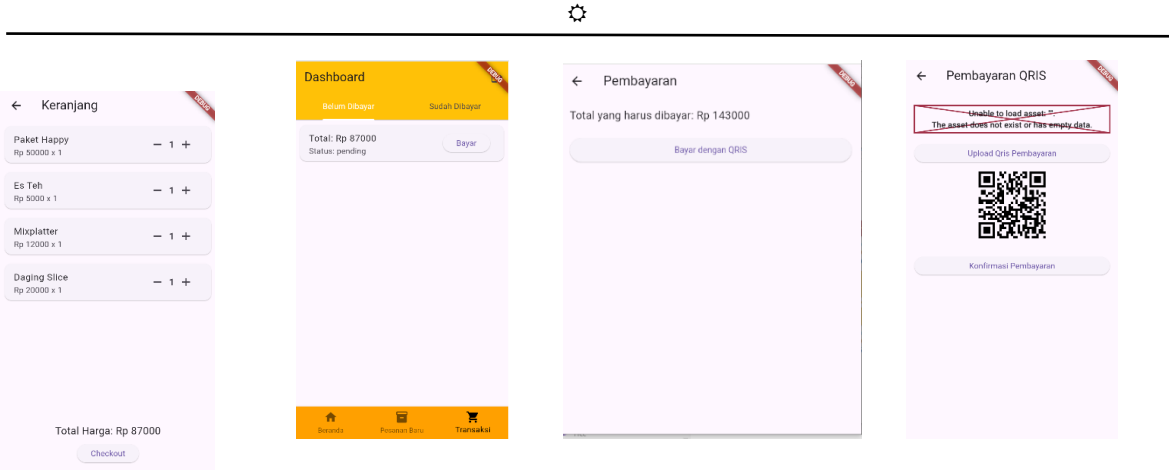 Keranjang
DEBUG
Paket Happy
Rp 50000 x 1
− 1 +
Es Teh
Rp 5000 x 1
− 1 +
Mixplatter
Rp 12000 x 1
− 1 +
Daging Slice
Rp 20000 x 1
− 1 +
Total Harga: Rp 87000
Checkout
Dashboard
DEBUG
Belum Dibayar
Sudah Dibayar
Total: Rp 87000
Status: pending
Bayar
Beranda
Pesanan Baru
Transaksi
Pembayaran
DEBUG
Total yang harus dibayar: Rp 143000
Bayar dengan QRIS
Pembayaran QRIS
DEBUG
Unable to load asset: "".
The asset does not exist or has empty data.
Upload Qris Pembayaran
Konfirmasi Pembayaran